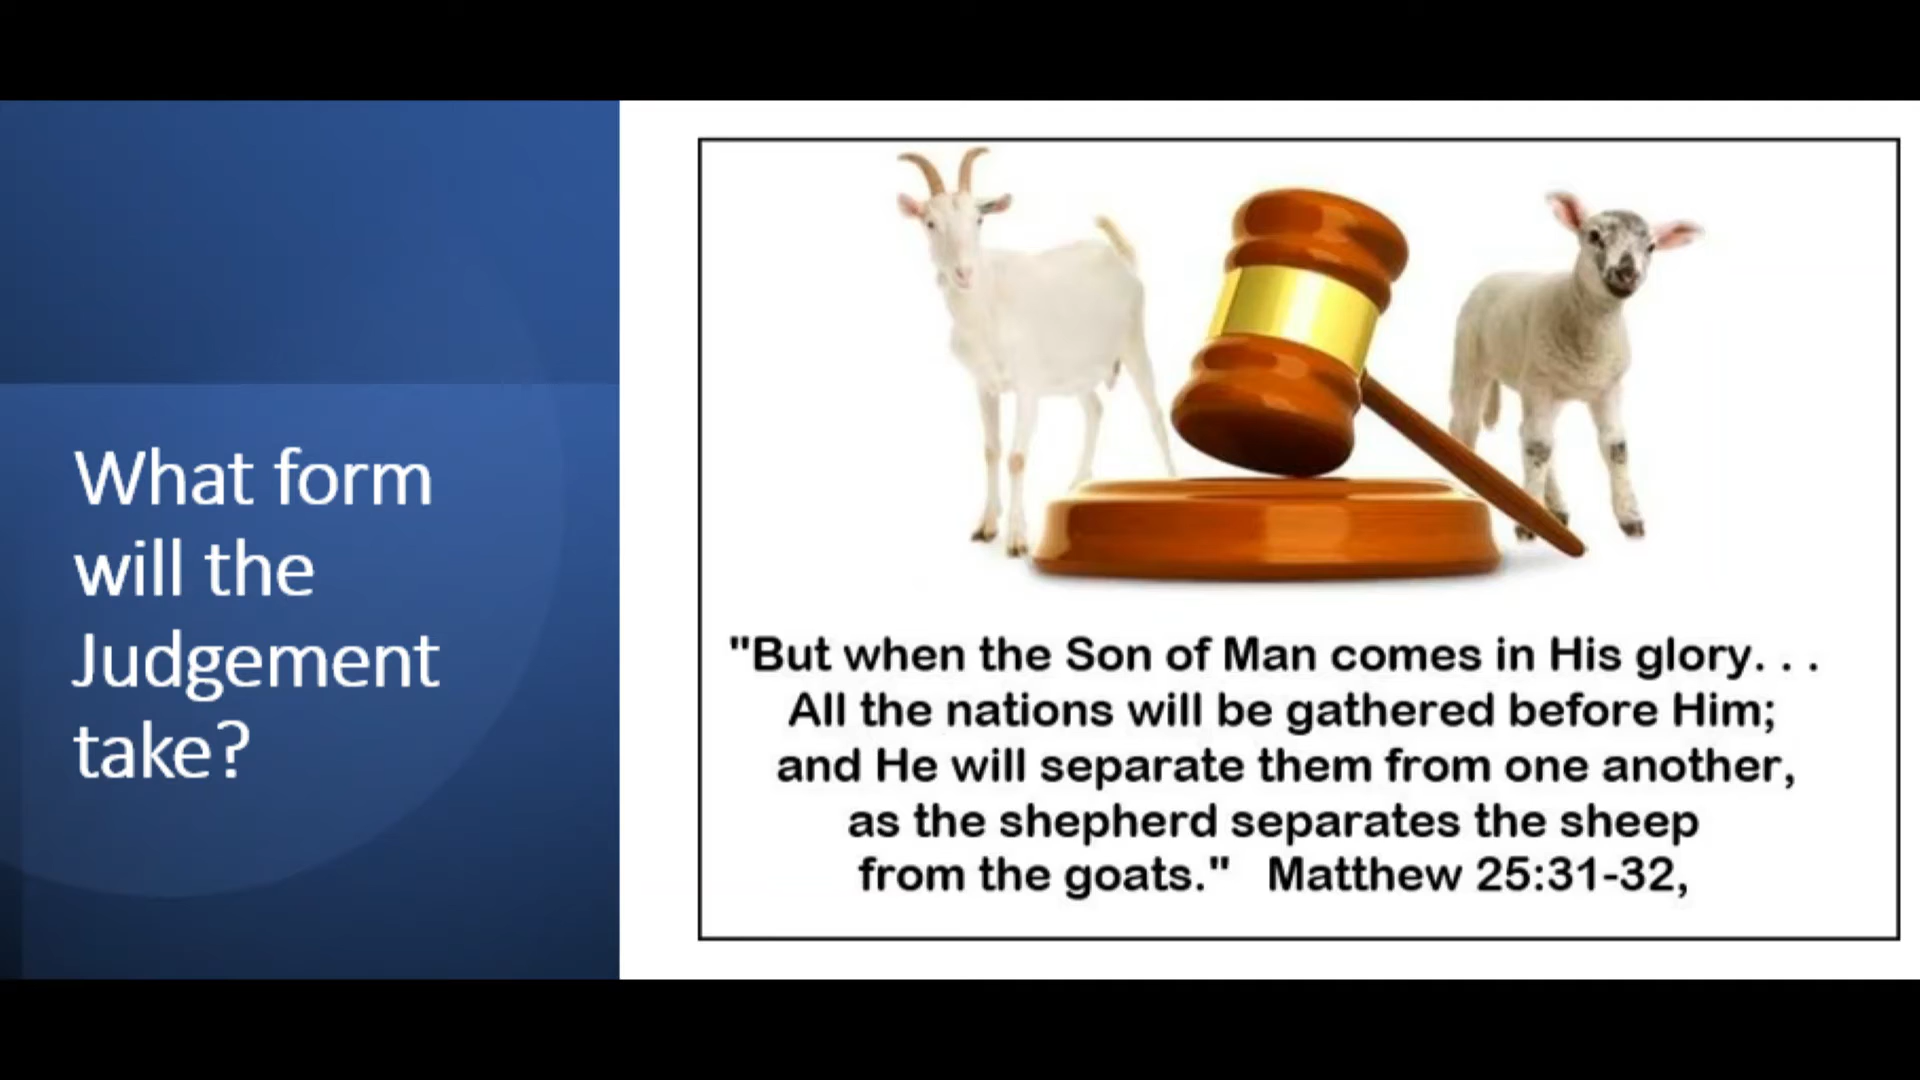 What form
will the
Judgement
take?
"But when the Son of Man comes in His glory. . .
All the nations will be gathered before Him;
and He will separate them from one another,
as the shepherd separates the sheep
from the goats." Matthew 25:31-32,